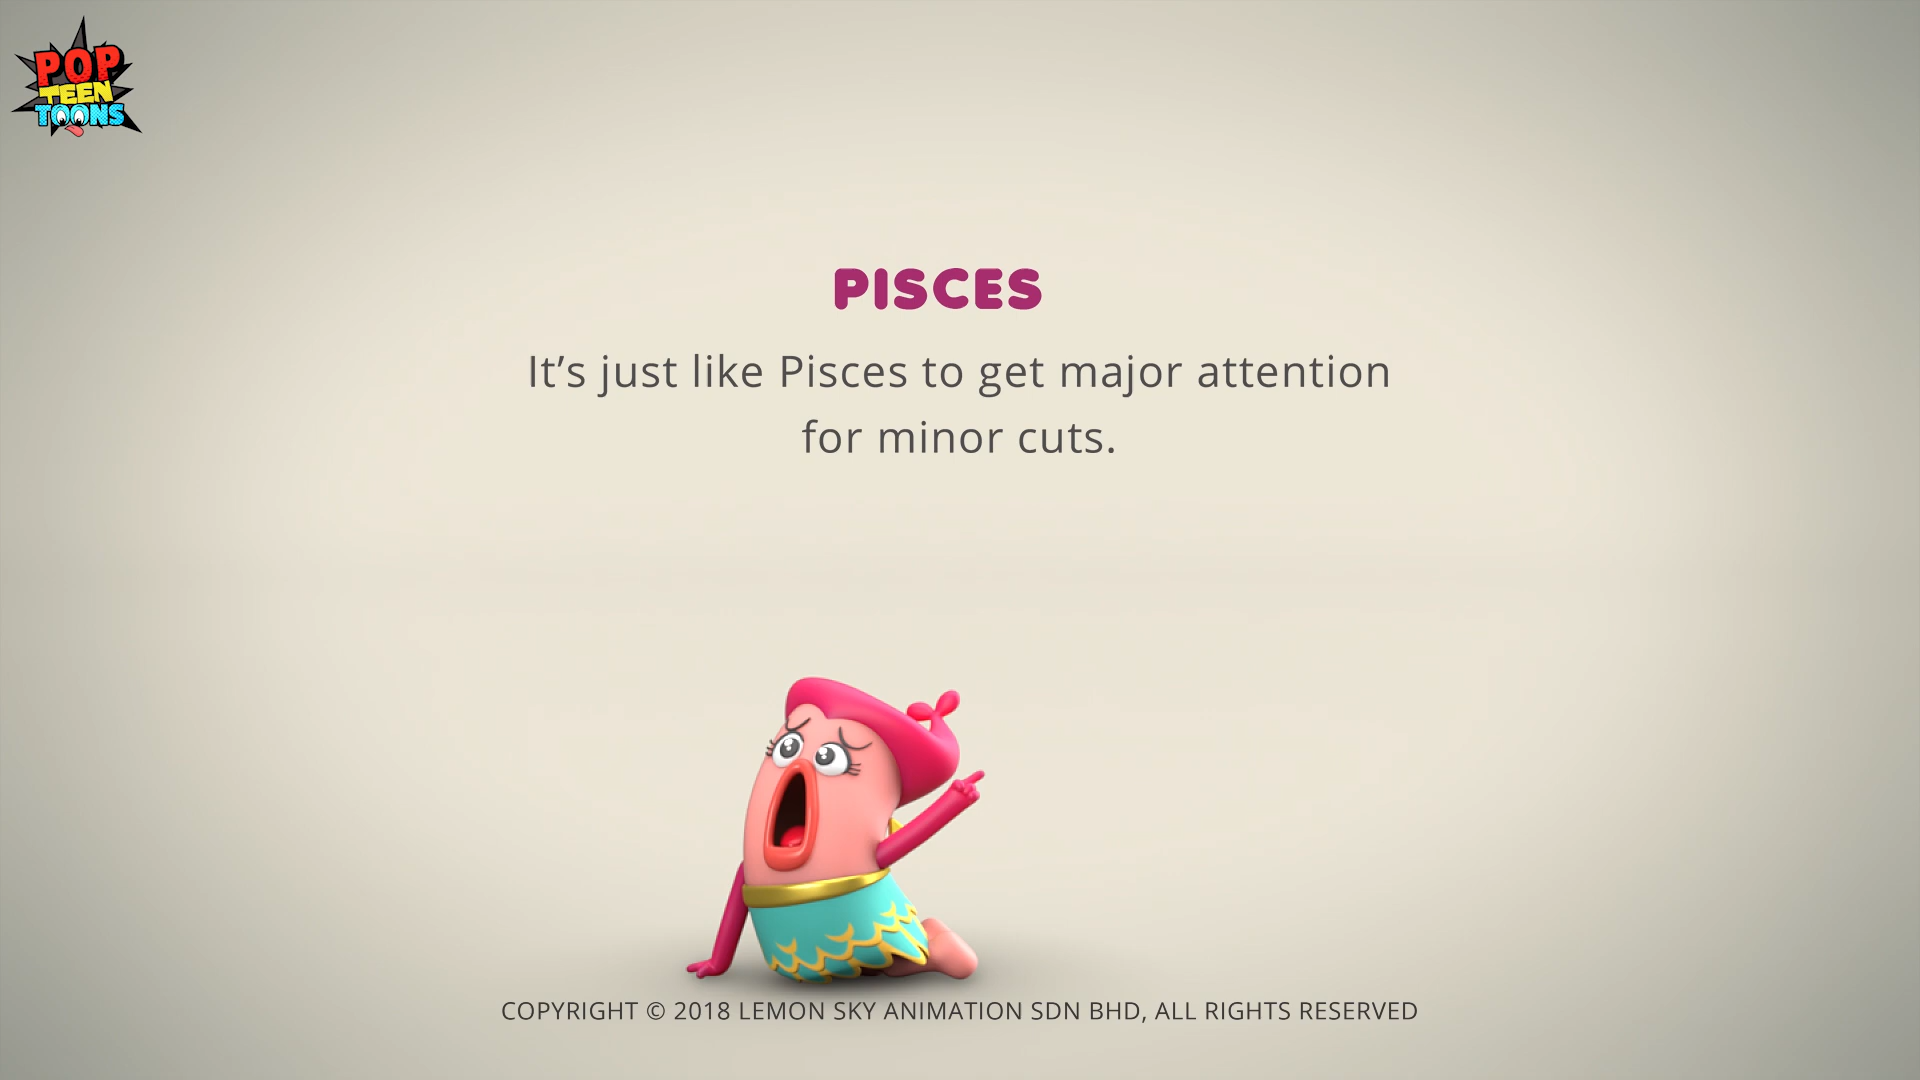 POP
TEEN
TOONS
PISCES
It’s just like Pisces to get major attention
for minor cuts.
COPYRIGHT © 2018 LEMON SKY ANIMATION SDN BHD, ALL RIGHTS RESERVED